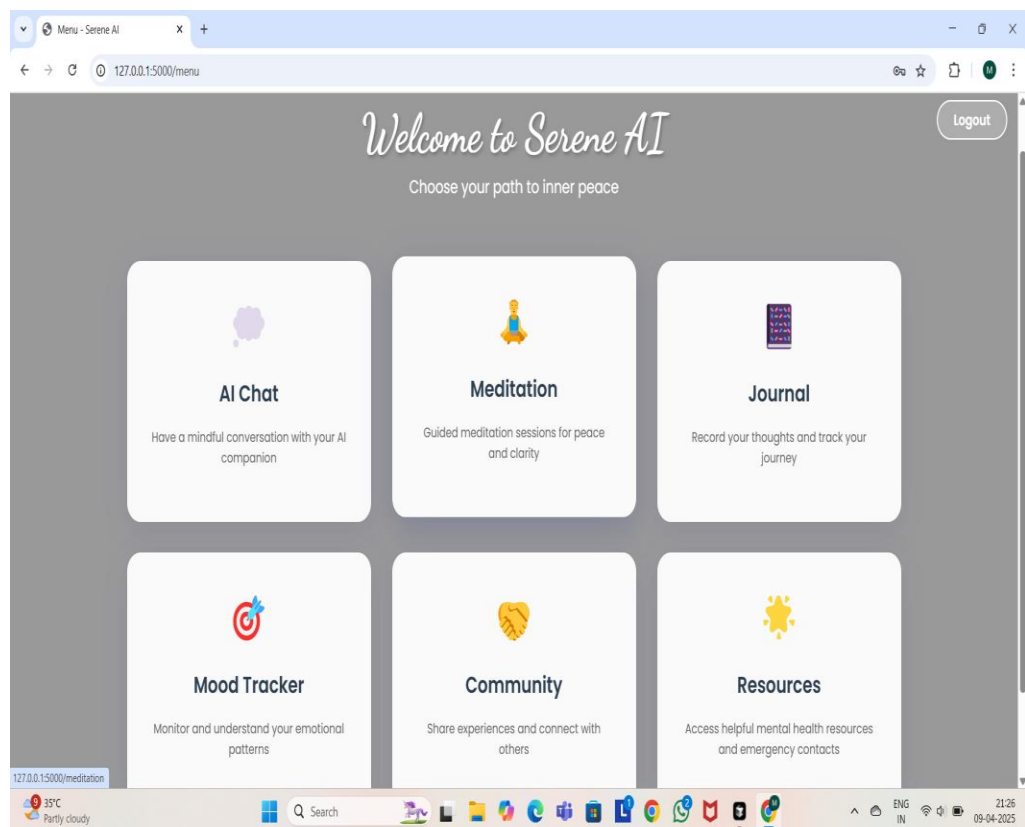 Menu - Serene AI
127.0.0.1:5000/menu
M
Welcome to Serene AI
Logout
Choose your path to inner peace
AI Chat
Have a mindful conversation with your AI
companion
Meditation
Guided meditation sessions for peace
and clarity
Journal
Record your thoughts and track your
journey
Mood Tracker
Monitor and understand your emotional
patterns
Community
Share experiences and connect with
others
Resources
Access helpful mental health resources
and emergency contacts
127.0.0.1:5000/meditation
9
35°C
Partly cloudy
Search
L
2
ENG
IN
21:26
09-04-2025